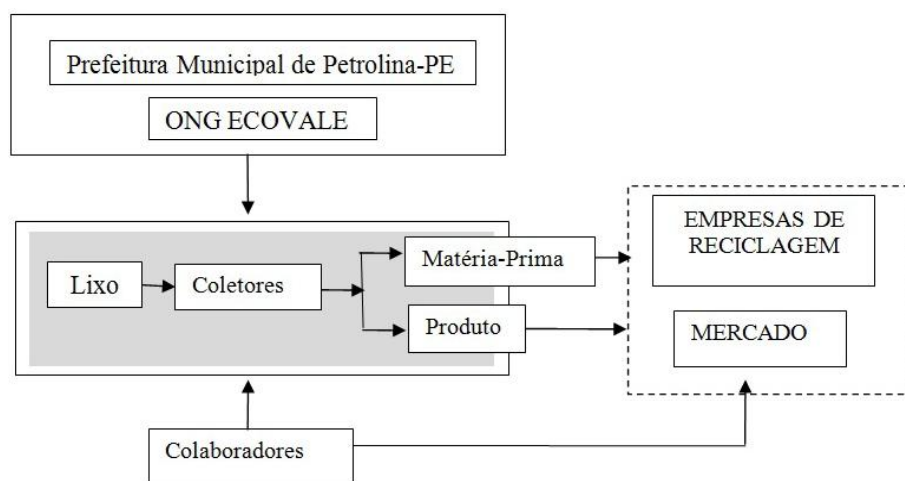 Prefeitura Municipal de Petrolina-PE
ONG ECOVALE
Lixo
Coletores
Matéria-Prima
Produto
EMPRESAS DE
RECICLAGEM
MERCADO
Colaboradores